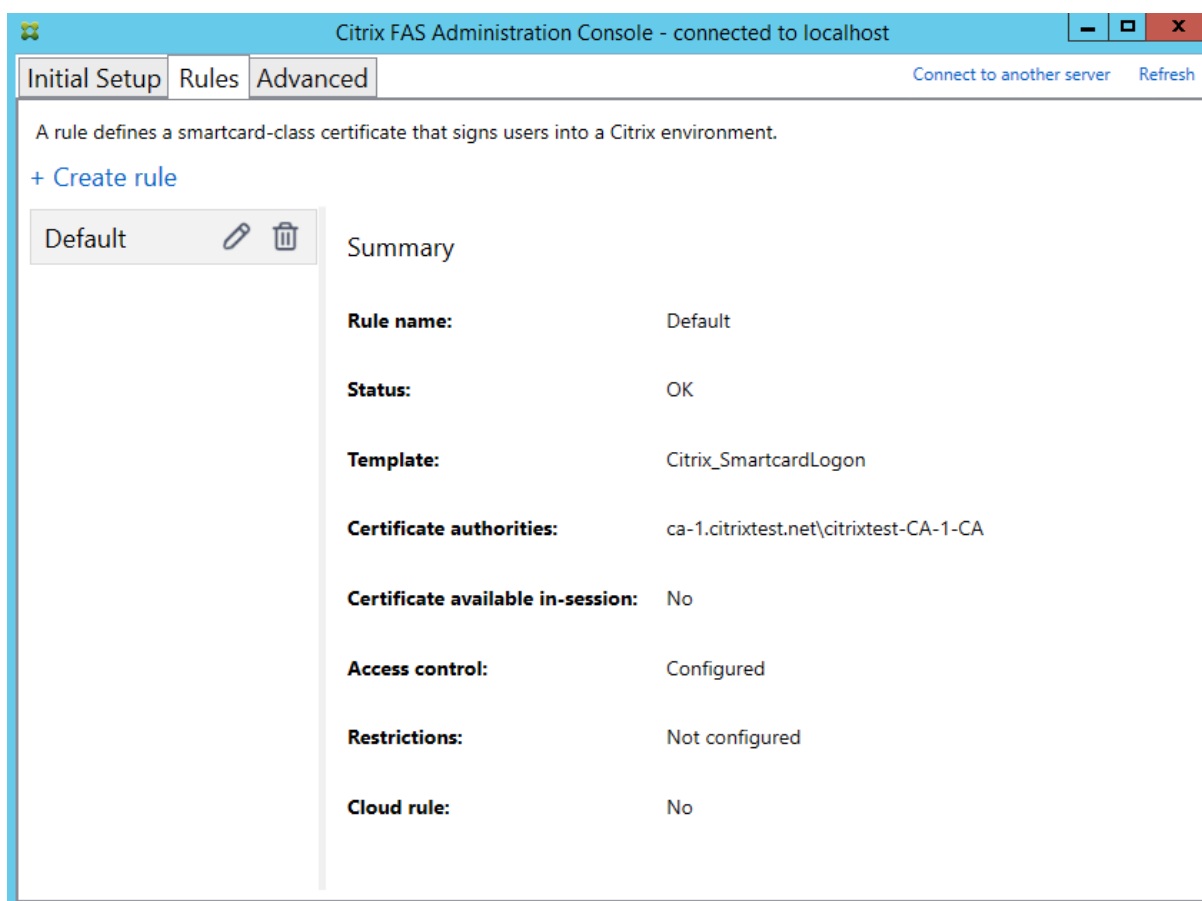 Citrix FAS Administration Console - connected to localhost
Initial Setup Rules Advanced Connect to another server Refresh
A rule defines a smartcard-class certificate that signs users into a Citrix environment.
+ Create rule
Default
Summary
Rule name: Default
Status: OK
Template: Citrix_SmartcardLogon
Certificate authorities: ca-1.citrixtest.net\citrixtest-CA-1-CA
Certificate available in-session: No
Access control: Configured
Restrictions: Not configured
Cloud rule: No